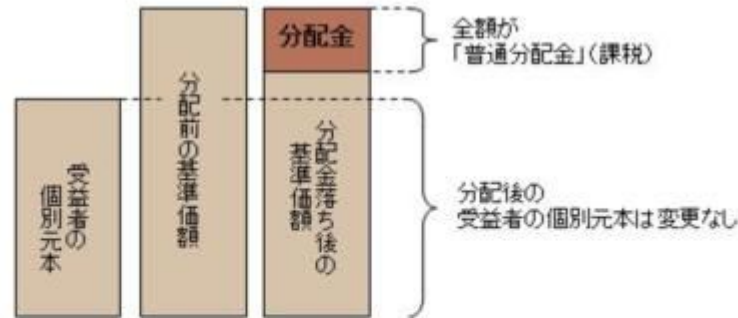 受益者の
個別元本
分配前の基準価額
分配金
分配金落ち後の
基準価額
全額が
「普通分配金」(課税)
分配後の
受益者の個別元本は変更なし